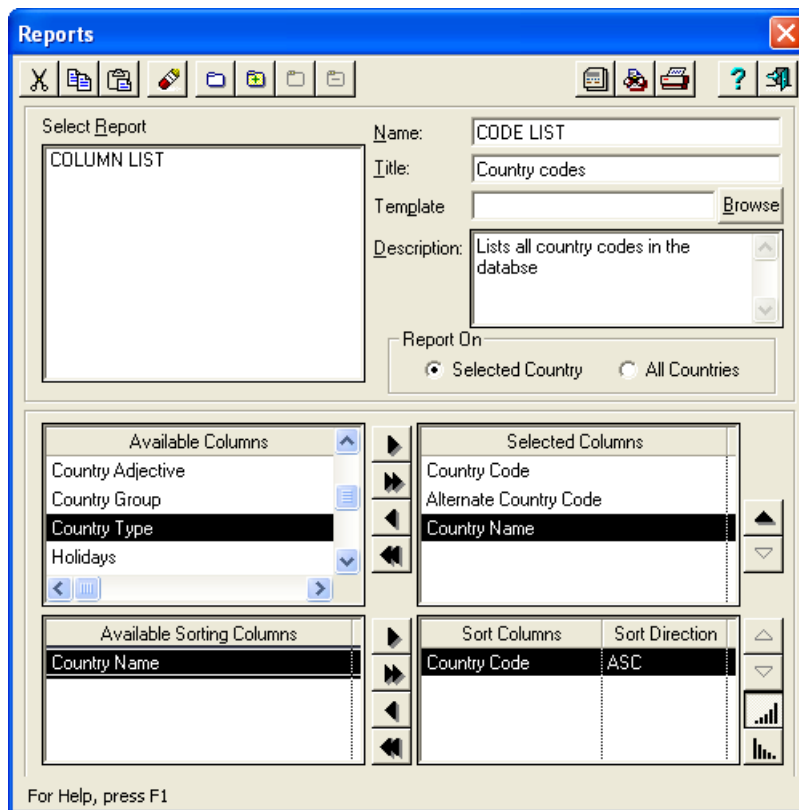 Reports
Select Report
COLUMN LIST
Name: CODE LIST
Title: Country codes
Template Browse
Description: Lists all country codes in the
databse
Report On
Selected Country All Countries
Available Columns
Country Adjective
Country Group
Country Type
Holidays
Selected Columns
Country Code
Alternate Country Code
Country Name
Available Sorting Columns
Country Name
Sort Columns Sort Direction
Country Code ASC
For Help, press F1